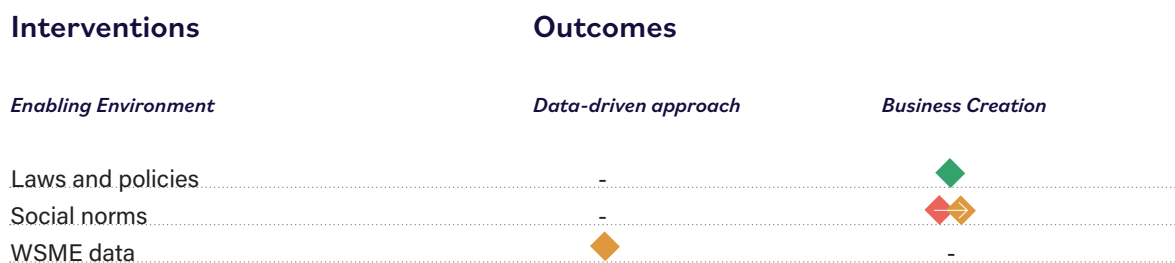 Interventions Outcomes
Enabling Environment Data-driven approach Business Creation
Laws and policies -
Social norms -
WSME data -